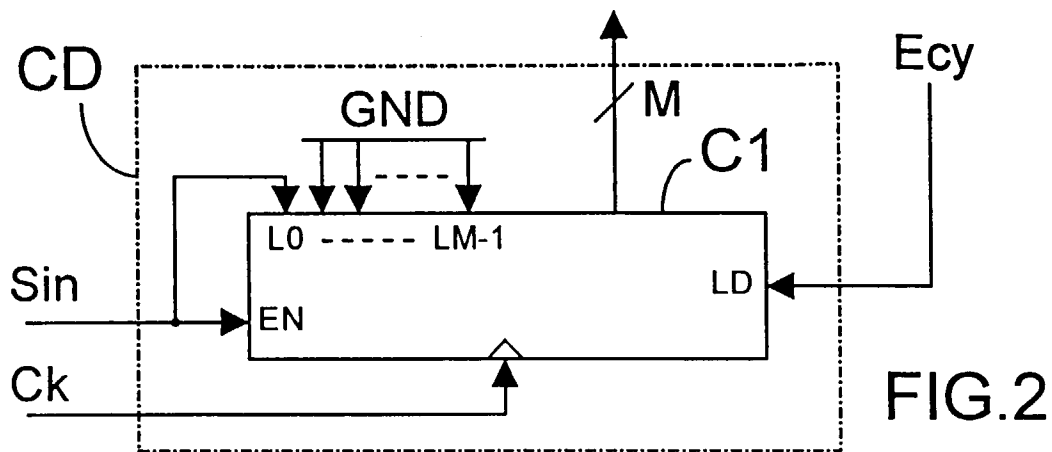 CD
GND
M
Ecy
C1
L0 ----- LM-1
LD
Sin
EN
Ck
FIG.2